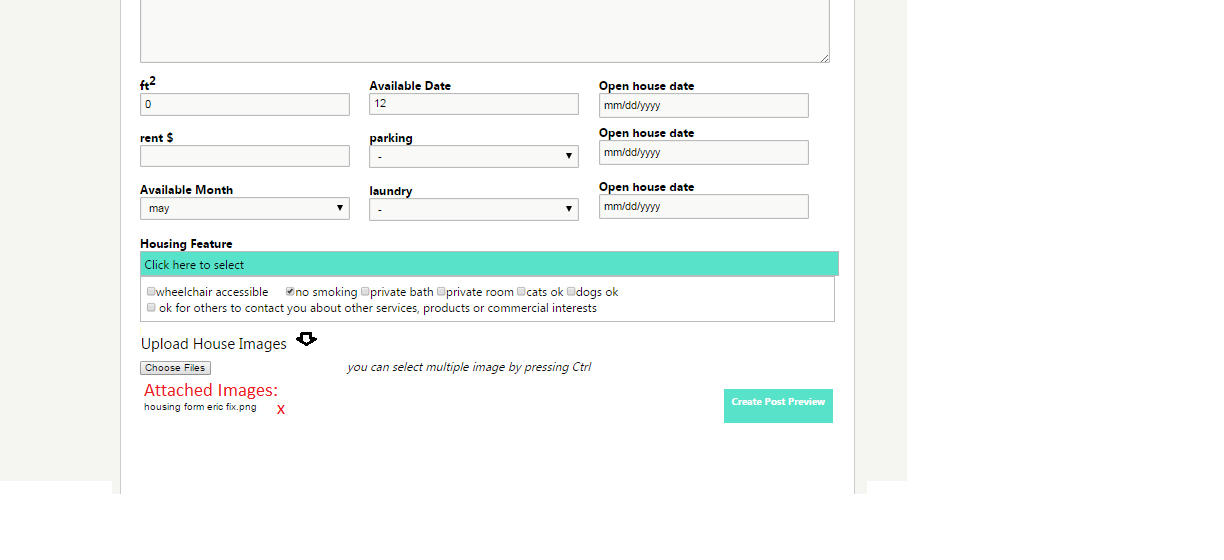 ft2
Available Date
Open house date
0
12
mm/dd/yyyy
rent $
parking
Open house date
-
mm/dd/yyyy
Available Month
laundry
Open house date
may
-
mm/dd/yyyy
Housing Feature
Click here to select
wheelchair accessible no smoking private bath private room cats ok dogs ok
ok for others to contact you about other services, products or commercial interests
Upload House Images
Choose Files
you can select multiple image by pressing Ctrl
Attached Images:
housing form eric fix.png X
Create Post Preview